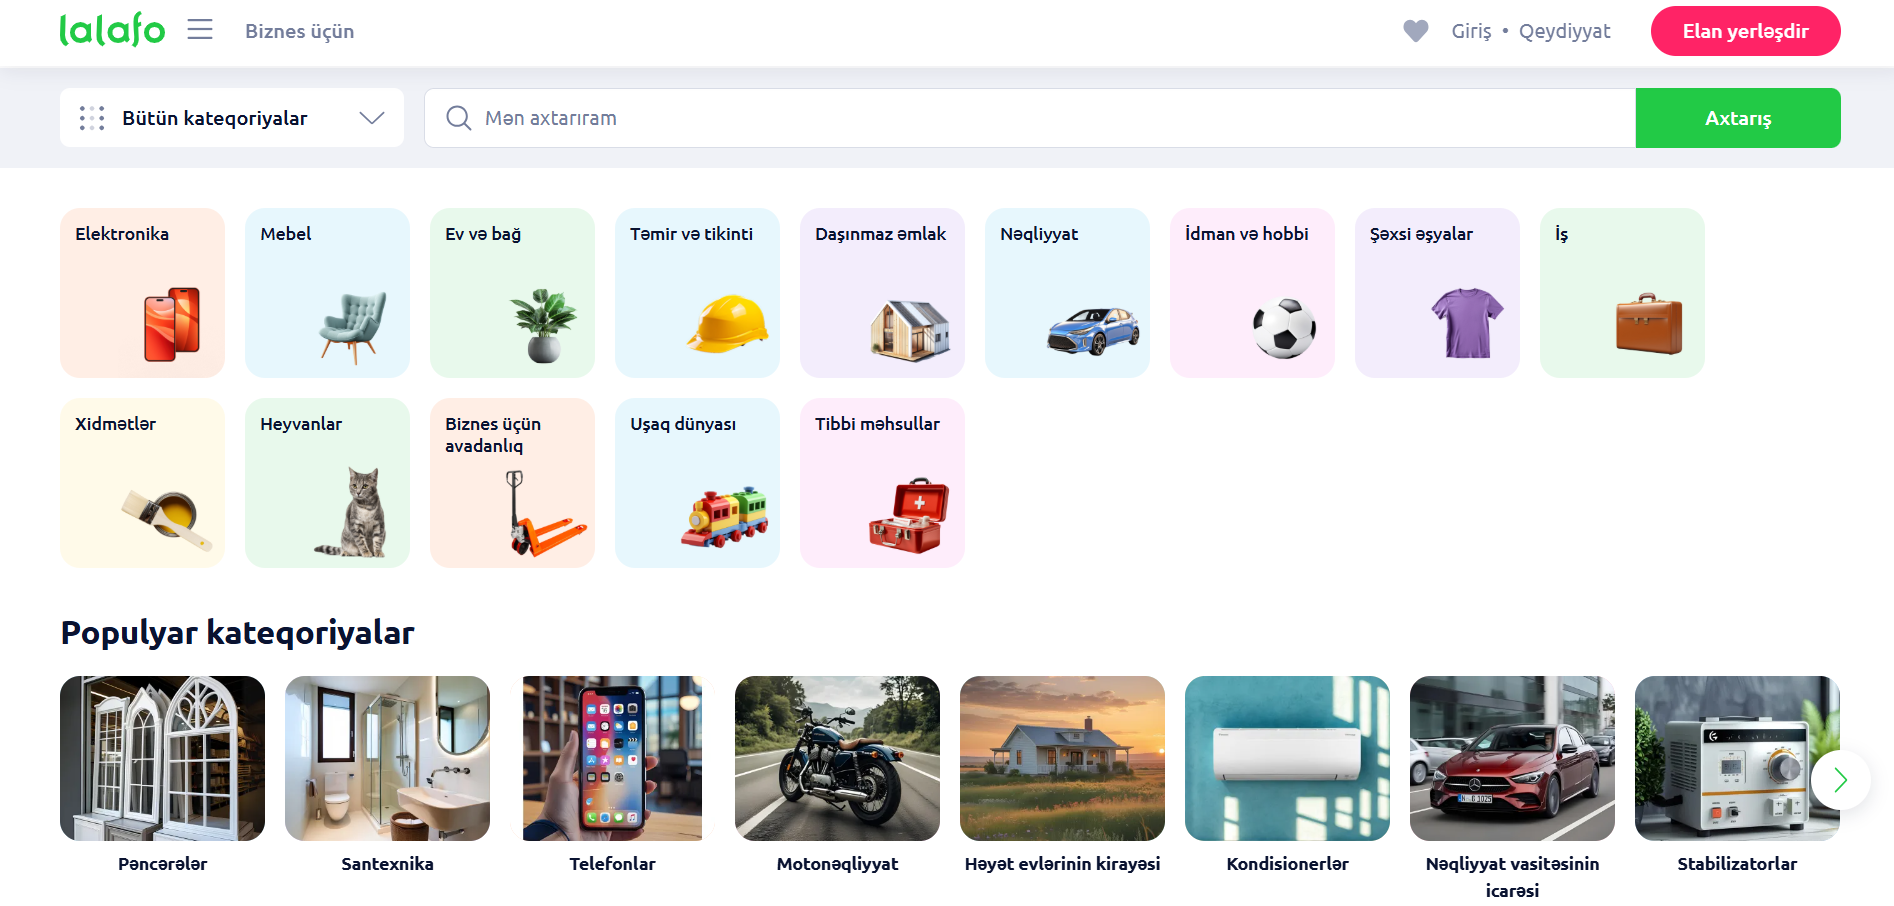 lalafo
Biznes üçün
Giriş • Qeydiyyat
Elan yerləşdir
Bütün kateqoriyalar
Mən axtarıram
Axtarış
Elektronika
Mebel
Ev və bağ
Təmir və tikinti
Daşınmaz əmlak
Nəqliyyat
İdman və hobbi
Şəxsi əşyalar
İş
Xidmətlər
Heyvanlar
Biznes üçün
avadanlıq
Uşaq dünyası
Tibbi məhsullar
Populyar kateqoriyalar
Pəncərələr
Santexnika
Telefonlar
Motonəqliyyat
Həyət evlərinin kirayəsi
Kondisionerlər
Nəqliyyat vasitəsinin
icarəsi
Stabilizatorlar